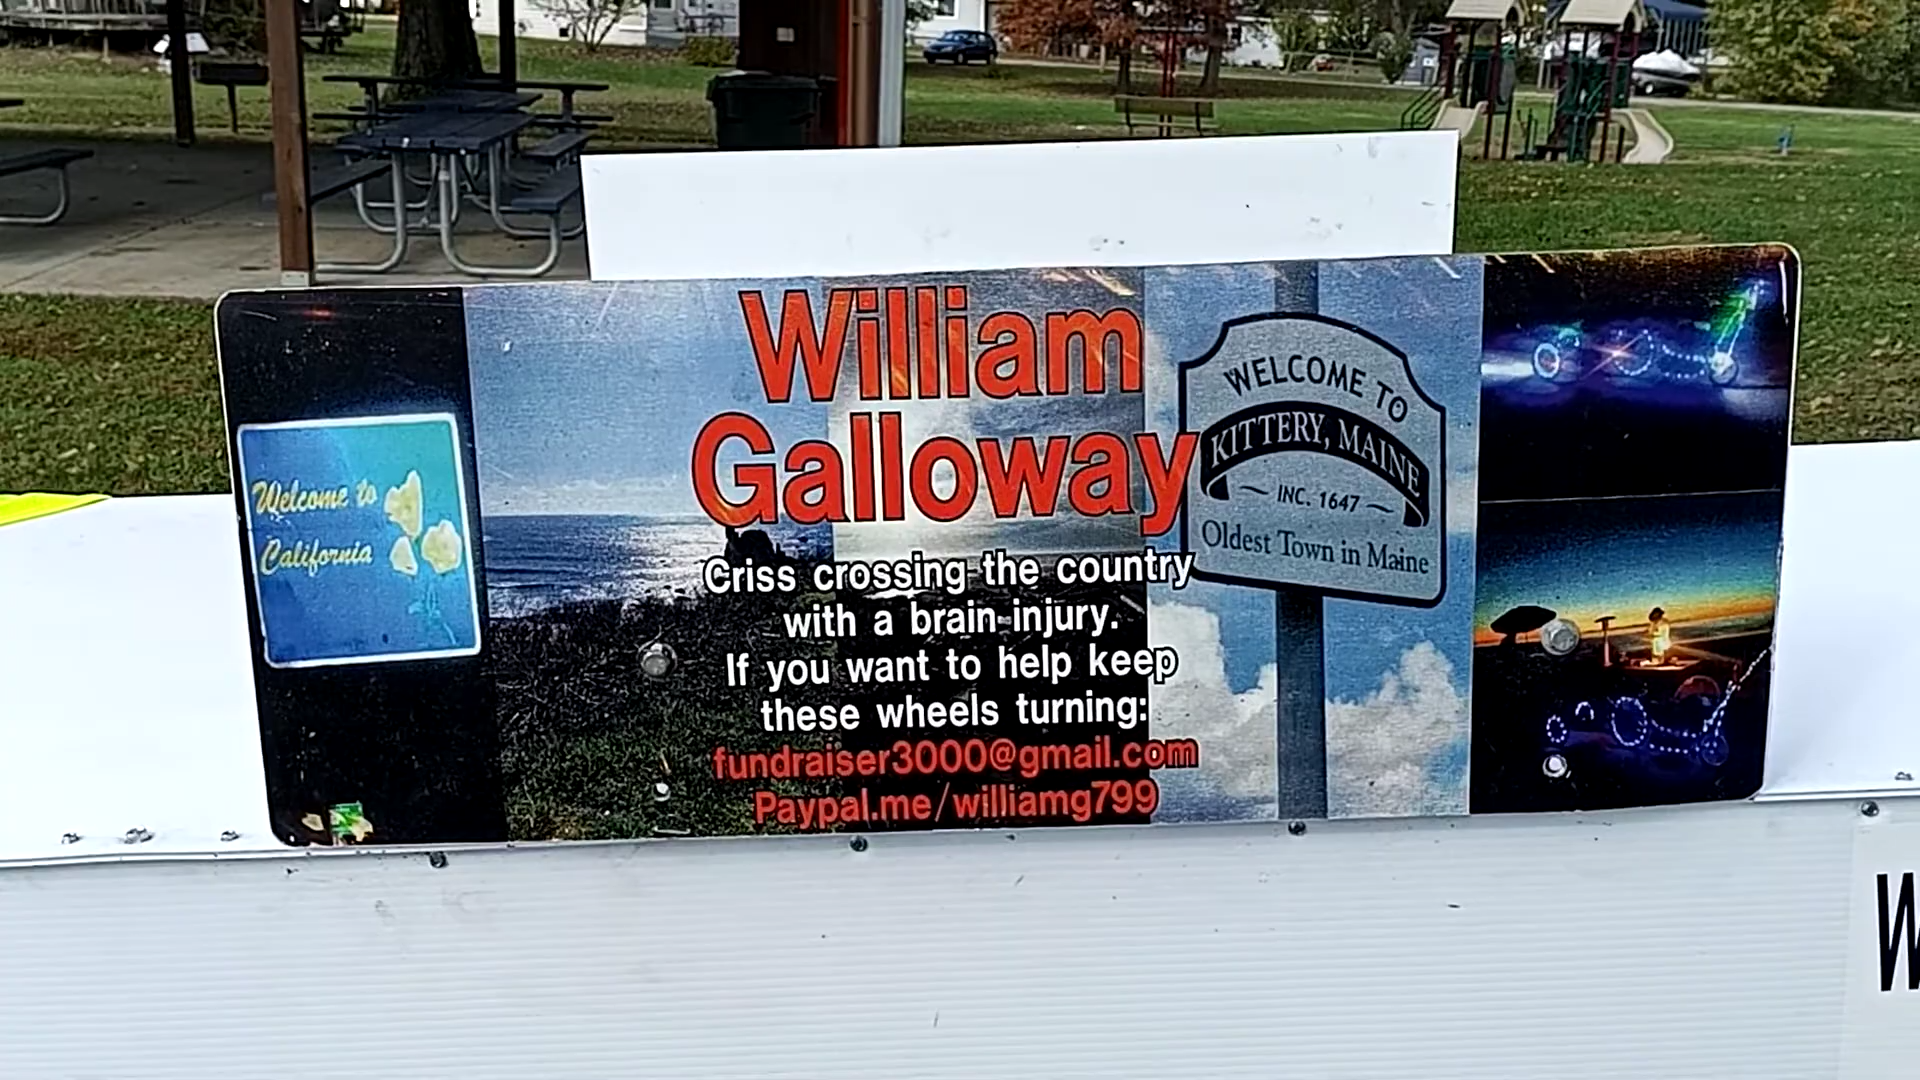 William
Galloway
Criss crossing the country
with a brain injury.
If you want to help keep
these wheels turning:
fundraiser3000@gmail.com
Paypal.me/williamg799
Welcome to
California
WELCOME TO
KITTERY, MAINE
INC. 1647
Oldest Town in Maine
W